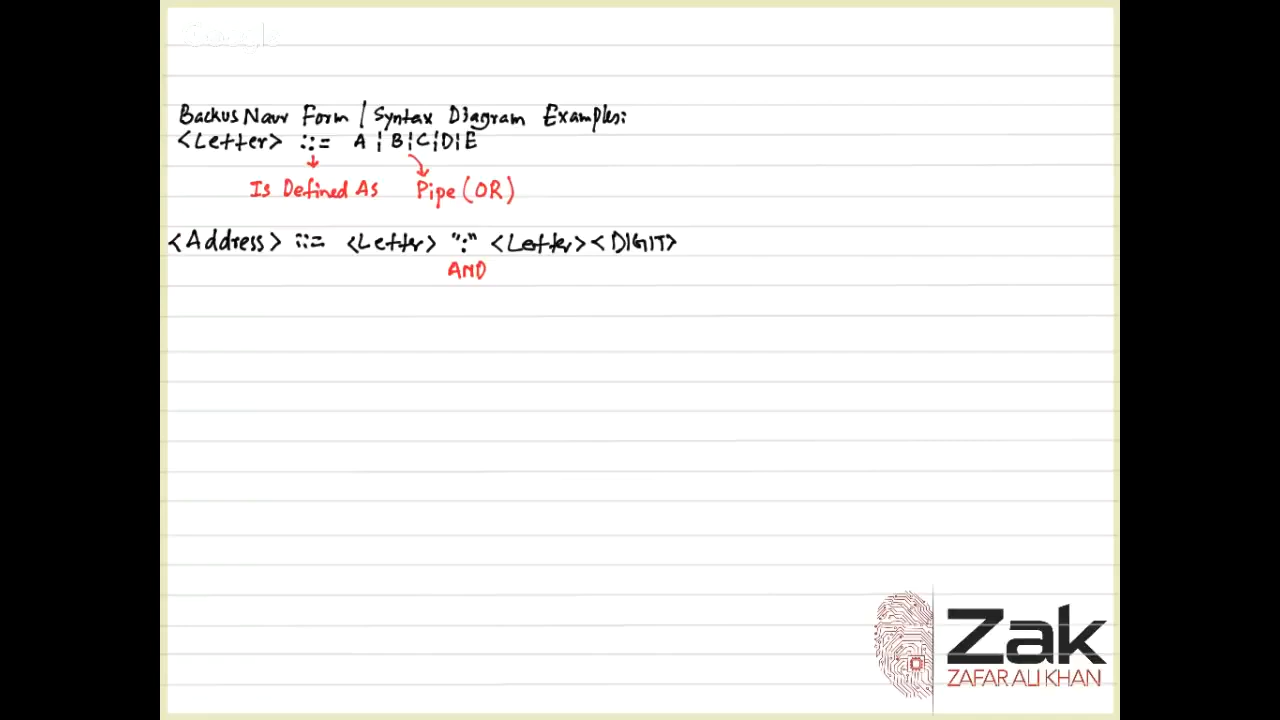 Google
Backus Naur Form / Syntax Diagram Examples:
<Letter> ::= A | B | C | D | E
Is Defined As Pipe (OR)
<Address> ::= <Letter> ":" <Letter> <DIGIT>
AND
Zak
ZAFAR ALI KHAN